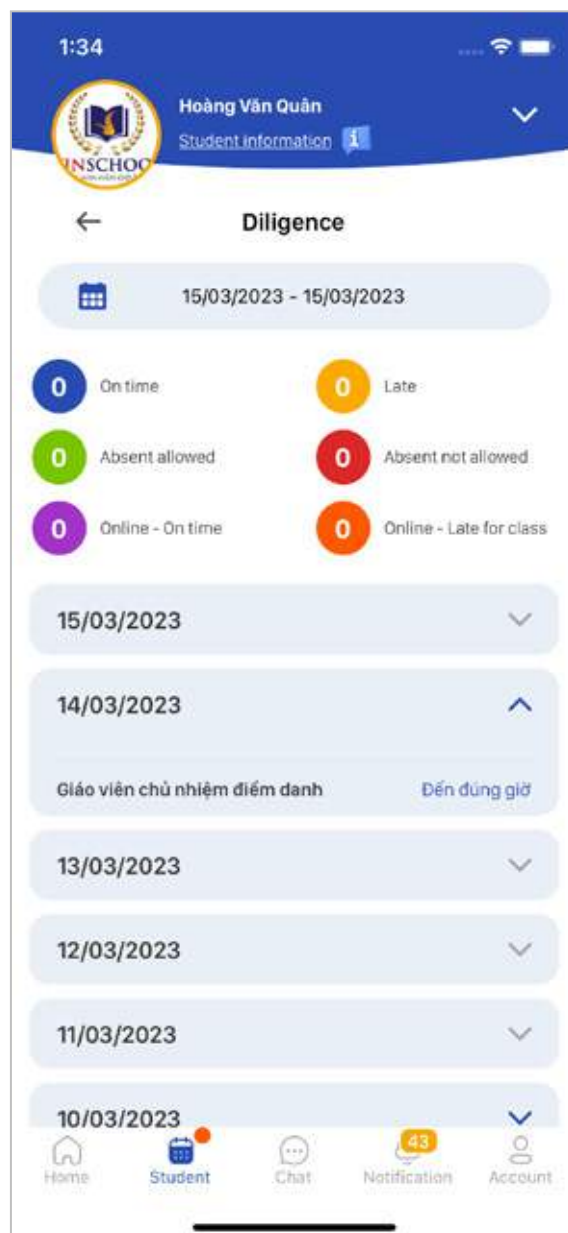 1:34
Hoàng Văn Quân
Student Information
Diligence
15/03/2023 - 15/03/2023
0 On time
0 Late
0 Absent allowed
0 Absent not allowed
0 Online - On time
0 Online - Late for class
15/03/2023
14/03/2023
Giáo viên chủ nhiệm điểm danh Đến đúng giờ
13/03/2023
12/03/2023
11/03/2023
10/03/2023
43
Home Student Chat Notification Account